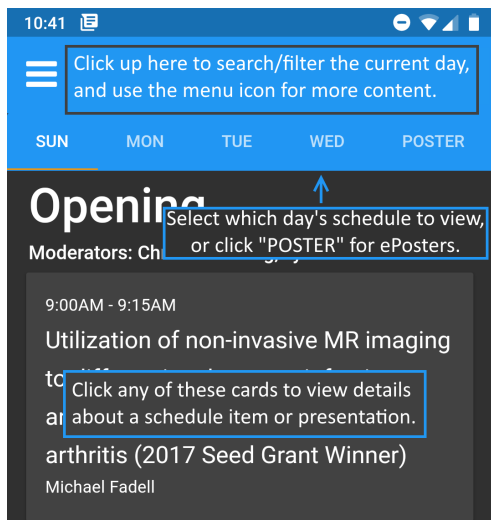 10:41
Click up here to search/filter the current day,
and use the menu icon for more content.
SUN MON TUE WED POSTER
Opening
Select which day's schedule to view,
or click "POSTER" for ePosters.
Moderators:
9:00AM - 9:15AM
Utilization of non-invasive MR imaging
to
Click any of these cards to view details
about a schedule item or presentation.
arthritis (2017 Seed Grant Winner)
Michael Fadell